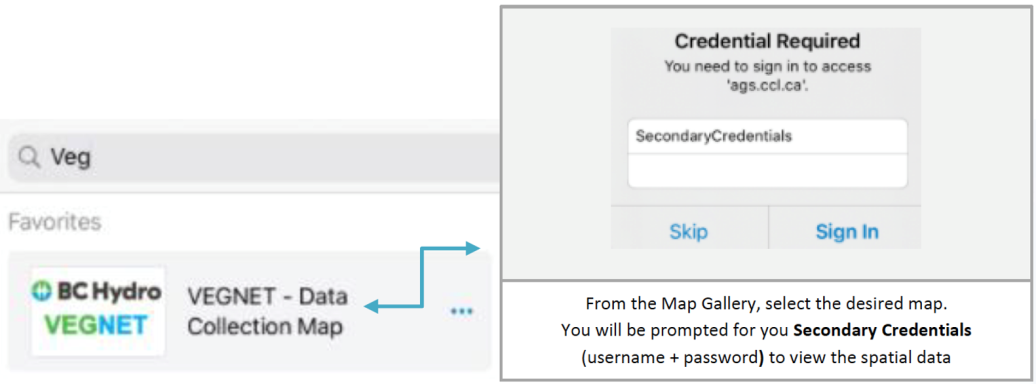 Veg
Favorites
BC Hydro
VEGNET
VEGNET - Data
Collection Map
Credential Required
You need to sign in to access
'ags.ccl.ca'.
SecondaryCredentials
Skip
Sign In
From the Map Gallery, select the desired map.
You will be prompted for you Secondary Credentials
(username + password) to view the spatial data